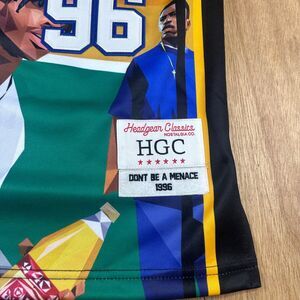 96
Headgear Classics
NOSTALGIA CO.
HGC
DONT BE A MENACE
1996